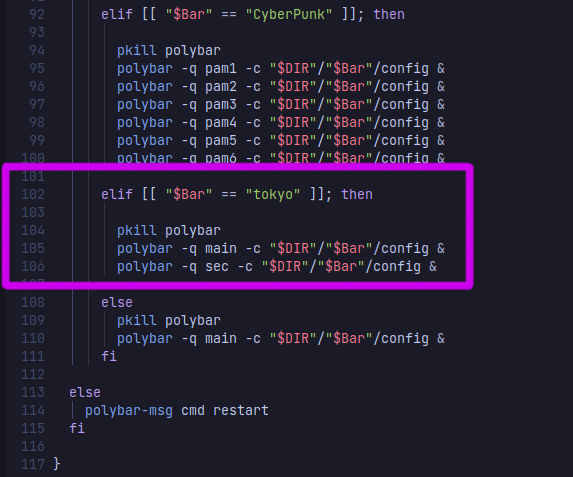 92 elif [[ "$Bar" == "CyberPunk" ]]; then
93
94 pkill polybar
95 polybar -q pam1 -c "$DIR"/"$Bar"/config &
96 polybar -q pam2 -c "$DIR"/"$Bar"/config &
97 polybar -q pam3 -c "$DIR"/"$Bar"/config &
98 polybar -q pam4 -c "$DIR"/"$Bar"/config &
99 polybar -q pam5 -c "$DIR"/"$Bar"/config &
100 polybar -q pam6 -c "$DIR"/"$Bar"/config &
101
102 elif [[ "$Bar" == "tokyo" ]]; then
103
104 pkill polybar
105 polybar -q main -c "$DIR"/"$Bar"/config &
106 polybar -q sec -c "$DIR"/"$Bar"/config &
108 else
109 pkill polybar
110 polybar -q main -c "$DIR"/"$Bar"/config &
111 fi
112
113 else
114 polybar-msg cmd restart
115 fi
116
117 }